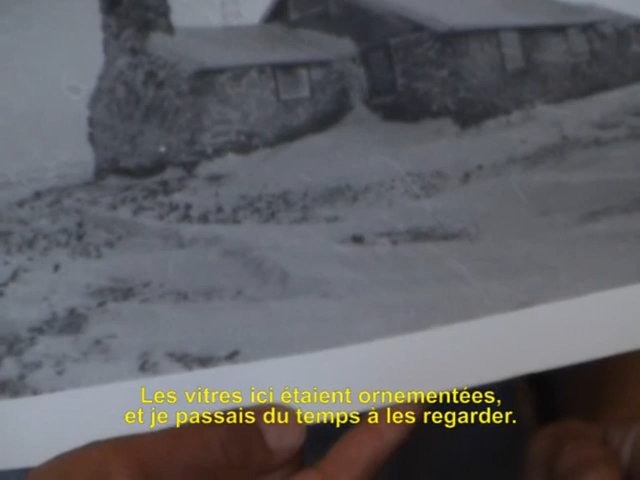 Les vitres ici étaient ornementées,
et je passais du temps à les regarder.